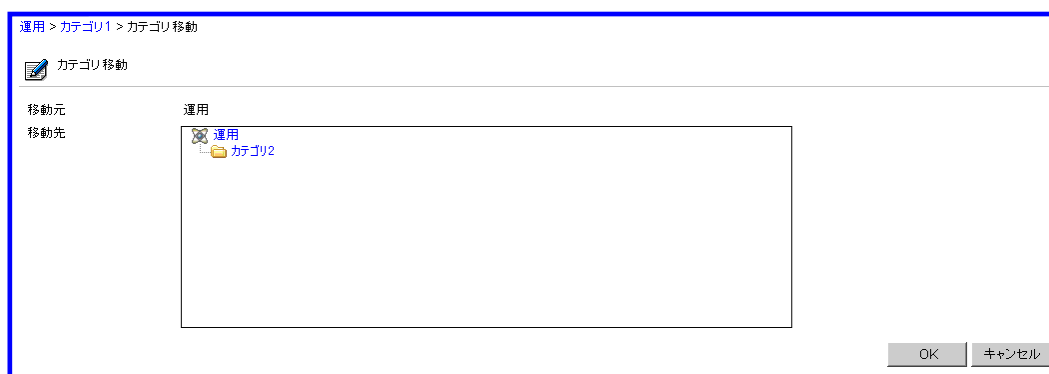 運用 > カテゴリ1 > カテゴリ移動
カテゴリ移動
移動元 運用
移動先
運用
カテゴリ2
OK キャンセル